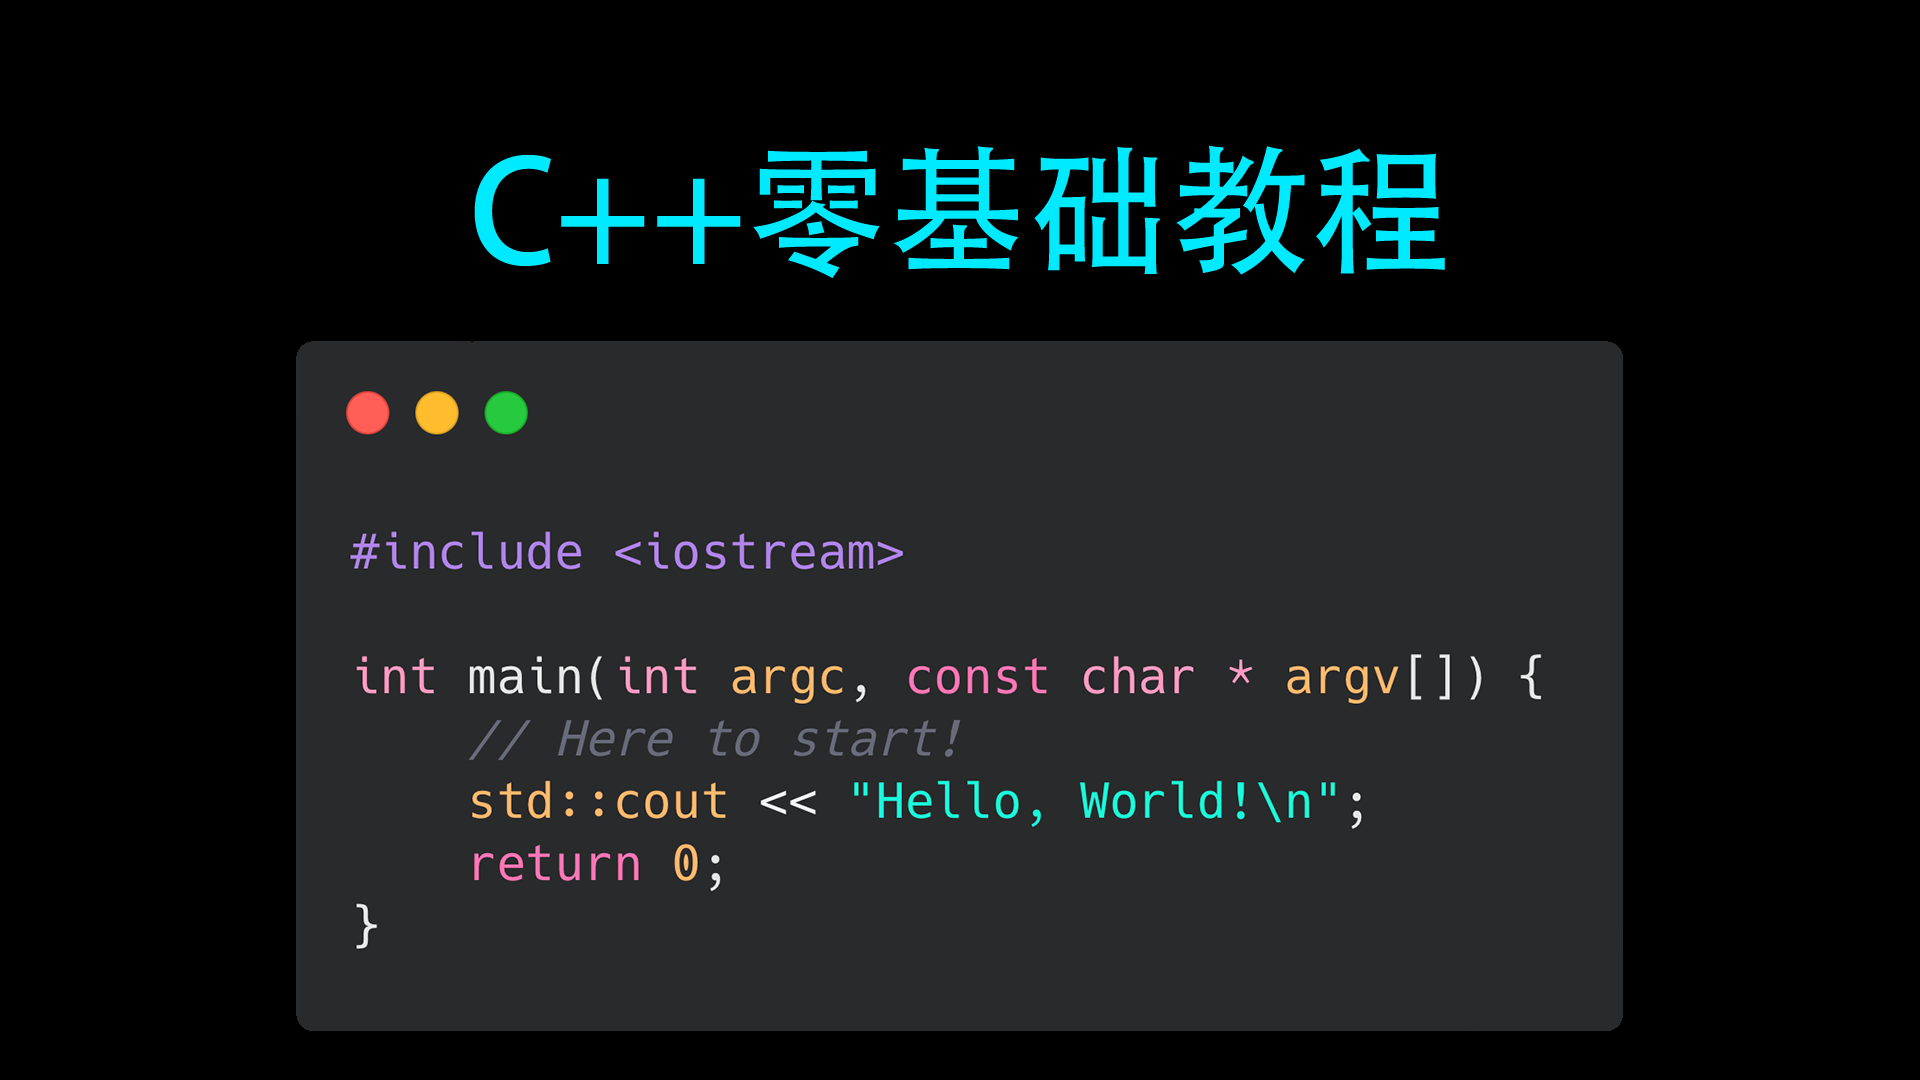 C++零基础教程
#include <iostream>
int main(int argc, const char * argv[]) {
    // Here to start!
    std::cout << "Hello, World!\n";
    return 0;
}